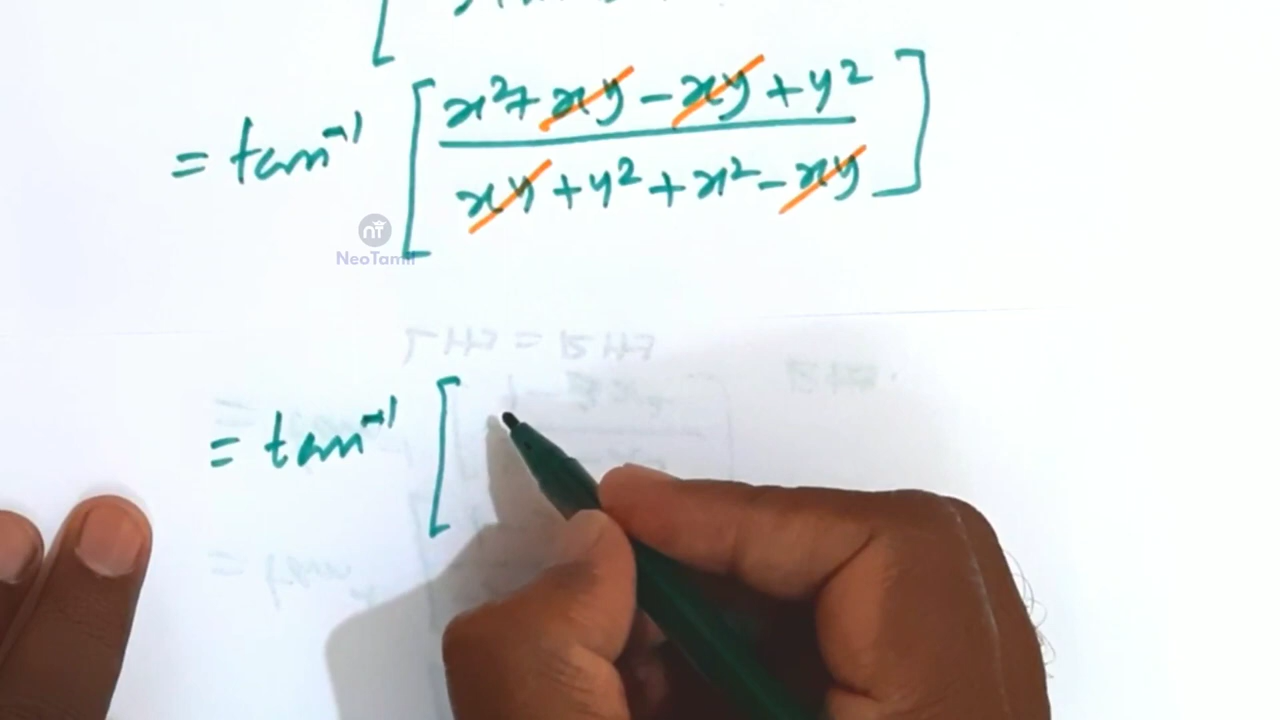 = tan⁻¹ [ x²+xy-xy+y² / xy+y²+x²-xy ]
NeoTamil
= tan⁻¹ [